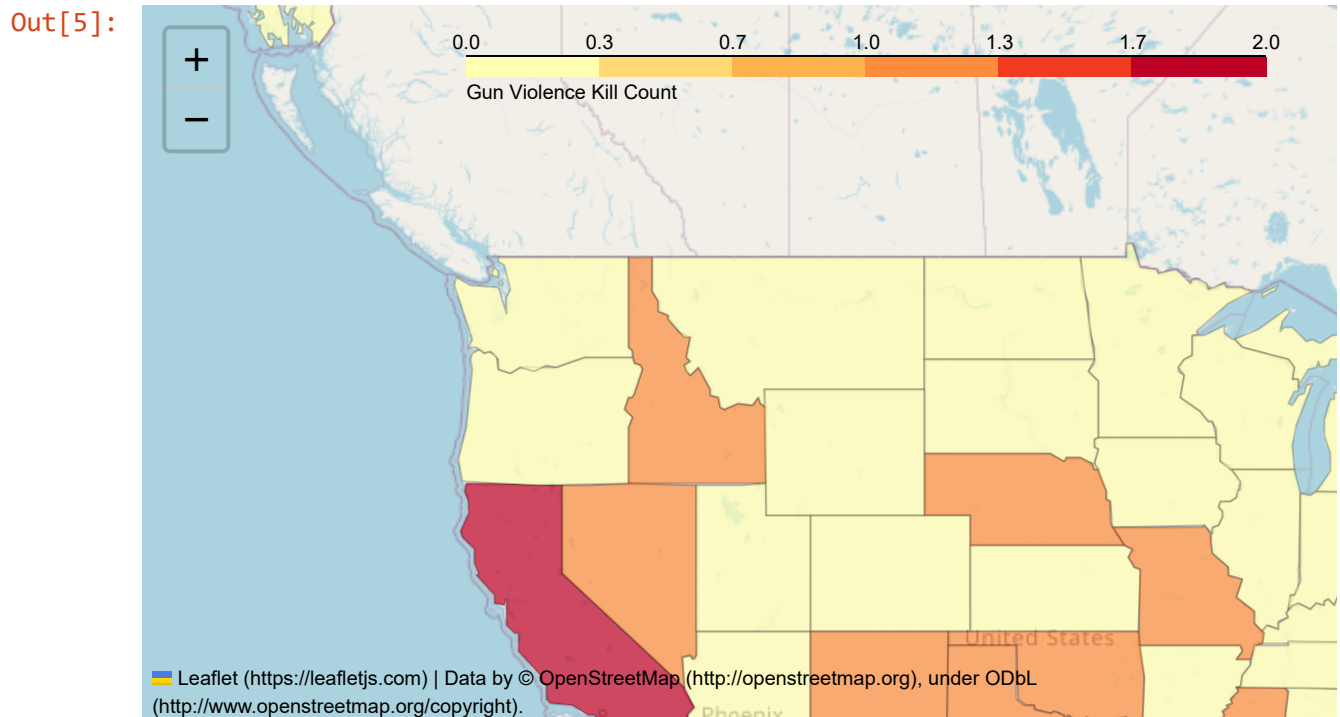 Out[5]:
+
−
0.0 0.3 0.7 1.0 1.3 1.7 2.0
Gun Violence Kill Count
United States
Leaflet (https://leafletjs.com) | Data by © OpenStreetMap (http://openstreetmap.org), under ODbL
(http://www.openstreetmap.org/copyright).
Phoenix